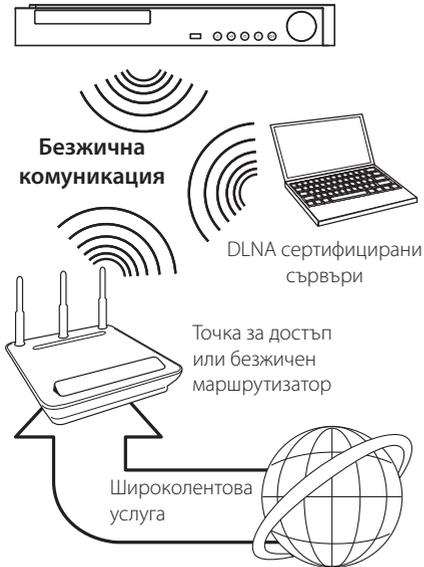 Безжична
комуникация
DLNA сертифицирани
сървъри
Точка за достъп
или безжичен
маршрутизатор
Широколентова
услуга